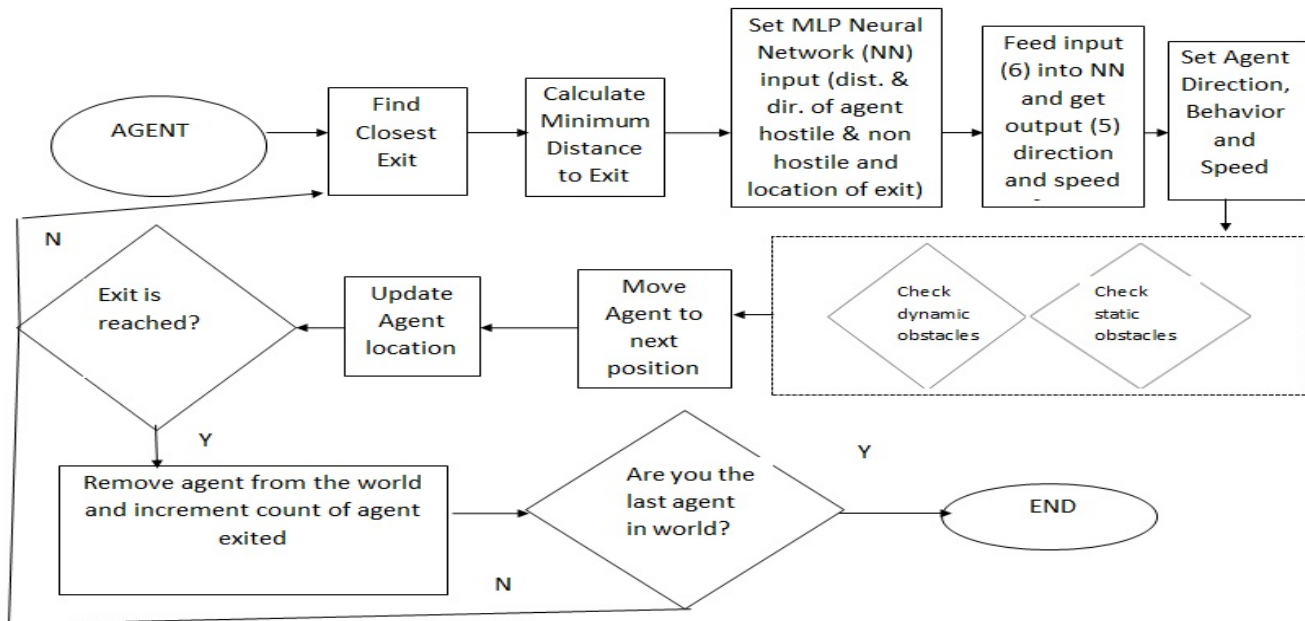 AGENT
Find
Closest
Exit
Calculate
Minimum
Distance
to Exit
Set MLP Neural
Network (NN)
input (dist. &
dir. of agent
hostile & non
hostile and
location of exit)
Feed input
(6) into NN
and get
output (5)
direction
and speed
Set Agent
Direction,
Behavior
and
Speed
Check
dynamic
obstacles
Check
static
obstacles
Move
Agent to
next
position
Update
Agent
location
Exit is
reached?
N
Y
Remove agent from the world
and increment count of agent
exited
Are you the
last agent
in world?
Y
N
END